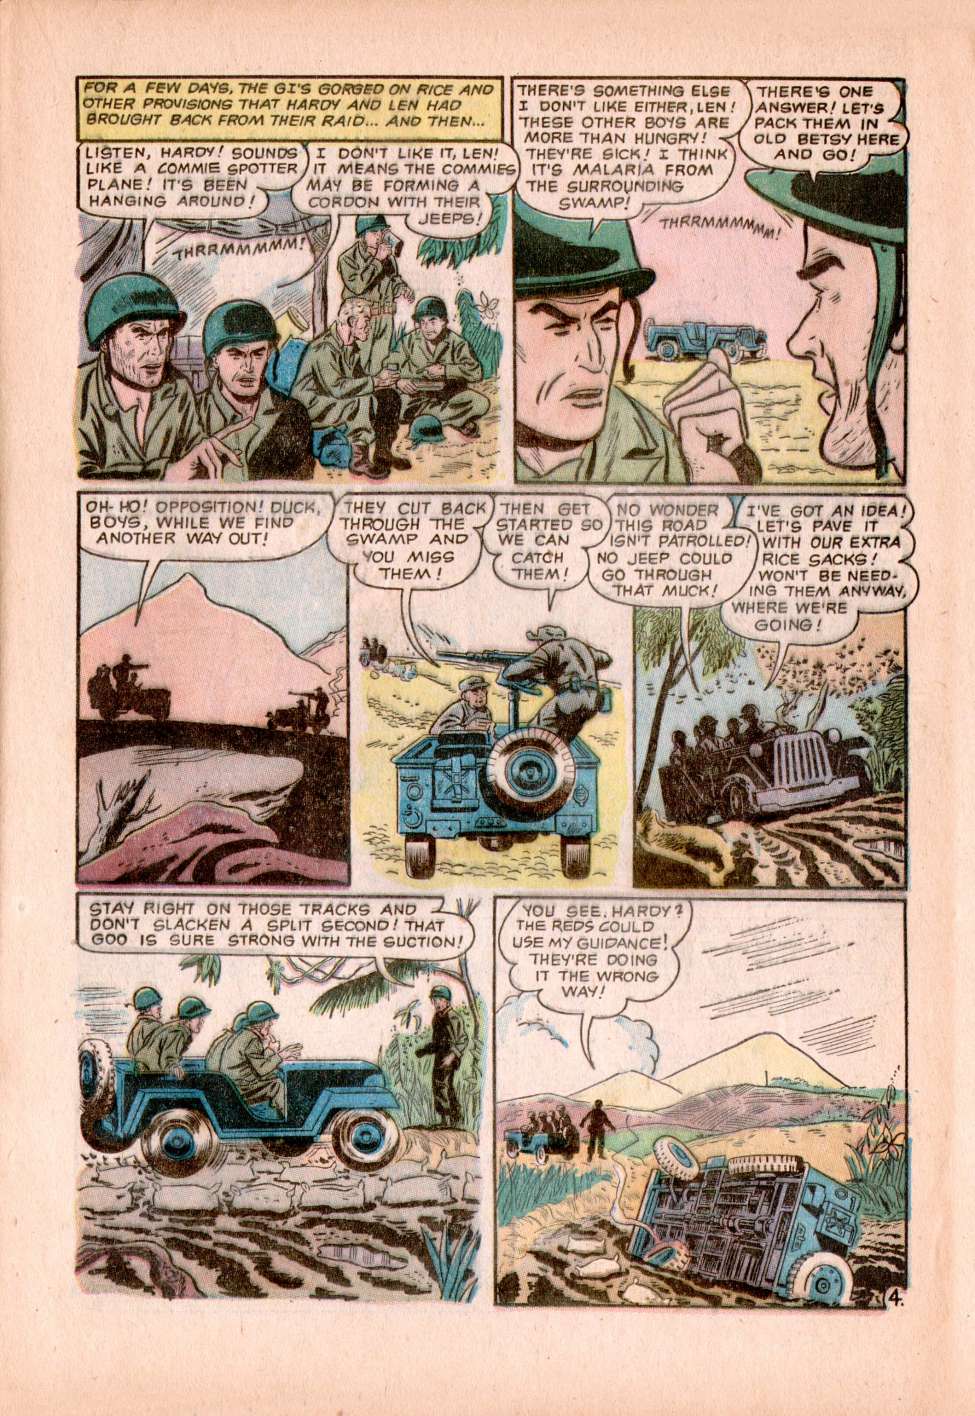 FOR A FEW DAYS, THE GI'S GORGED ON RICE AND
OTHER PROVISIONS THAT HARDY AND LEN HAD
BROUGHT BACK FROM THEIR RAID... AND THEN...
LISTEN, HARDY! SOUNDS
LIKE A COMMIE SPOTTER
PLANE! IT'S BEEN
HANGING AROUND!
I DON'T LIKE IT, LEN!
IT MEANS THE COMMIES
MAY BE FORMING A
CORDON WITH THEIR
JEEPS!
THRRMMMMMM!
THERE'S SOMETHING ELSE
I DON'T LIKE EITHER, LEN!
THESE OTHER BOYS ARE
MORE THAN HUNGRY!
THEY'RE SICK! I THINK
IT'S MALARIA FROM
THE SURROUNDING
SWAMP!
THERE'S ONE
ANSWER! LET'S
PACK THEM IN
OLD BETSY HERE
AND GO!
THRRMMMMMMM!
OH-HO! OPPOSITION! DUCK,
BOYS, WHILE WE FIND
ANOTHER WAY OUT!
THEY CUT BACK
THROUGH THE
SWAMP AND
YOU MISS
THEM!
THEN GET
STARTED SO
WE CAN
CATCH
THEM!
NO WONDER
THIS ROAD
ISN'T PATROLLED!
NO JEEP COULD
GO THROUGH
THAT MUCK!
I'VE GOT AN IDEA!
LET'S PAVE IT
WITH OUR EXTRA
RICE SACKS!
WON'T BE NEED-
ING THEM ANYWAY,
WHERE WE'RE
GOING!
STAY RIGHT ON THOSE TRACKS AND
DON'T SLACKEN A SPLIT SECOND! THAT
GOO IS SURE STRONG WITH THE SUCTION!
YOU SEE, HARDY?
THE REDS COULD
USE MY GUIDANCE!
THEY'RE DOING
IT THE WRONG
WAY!
4.